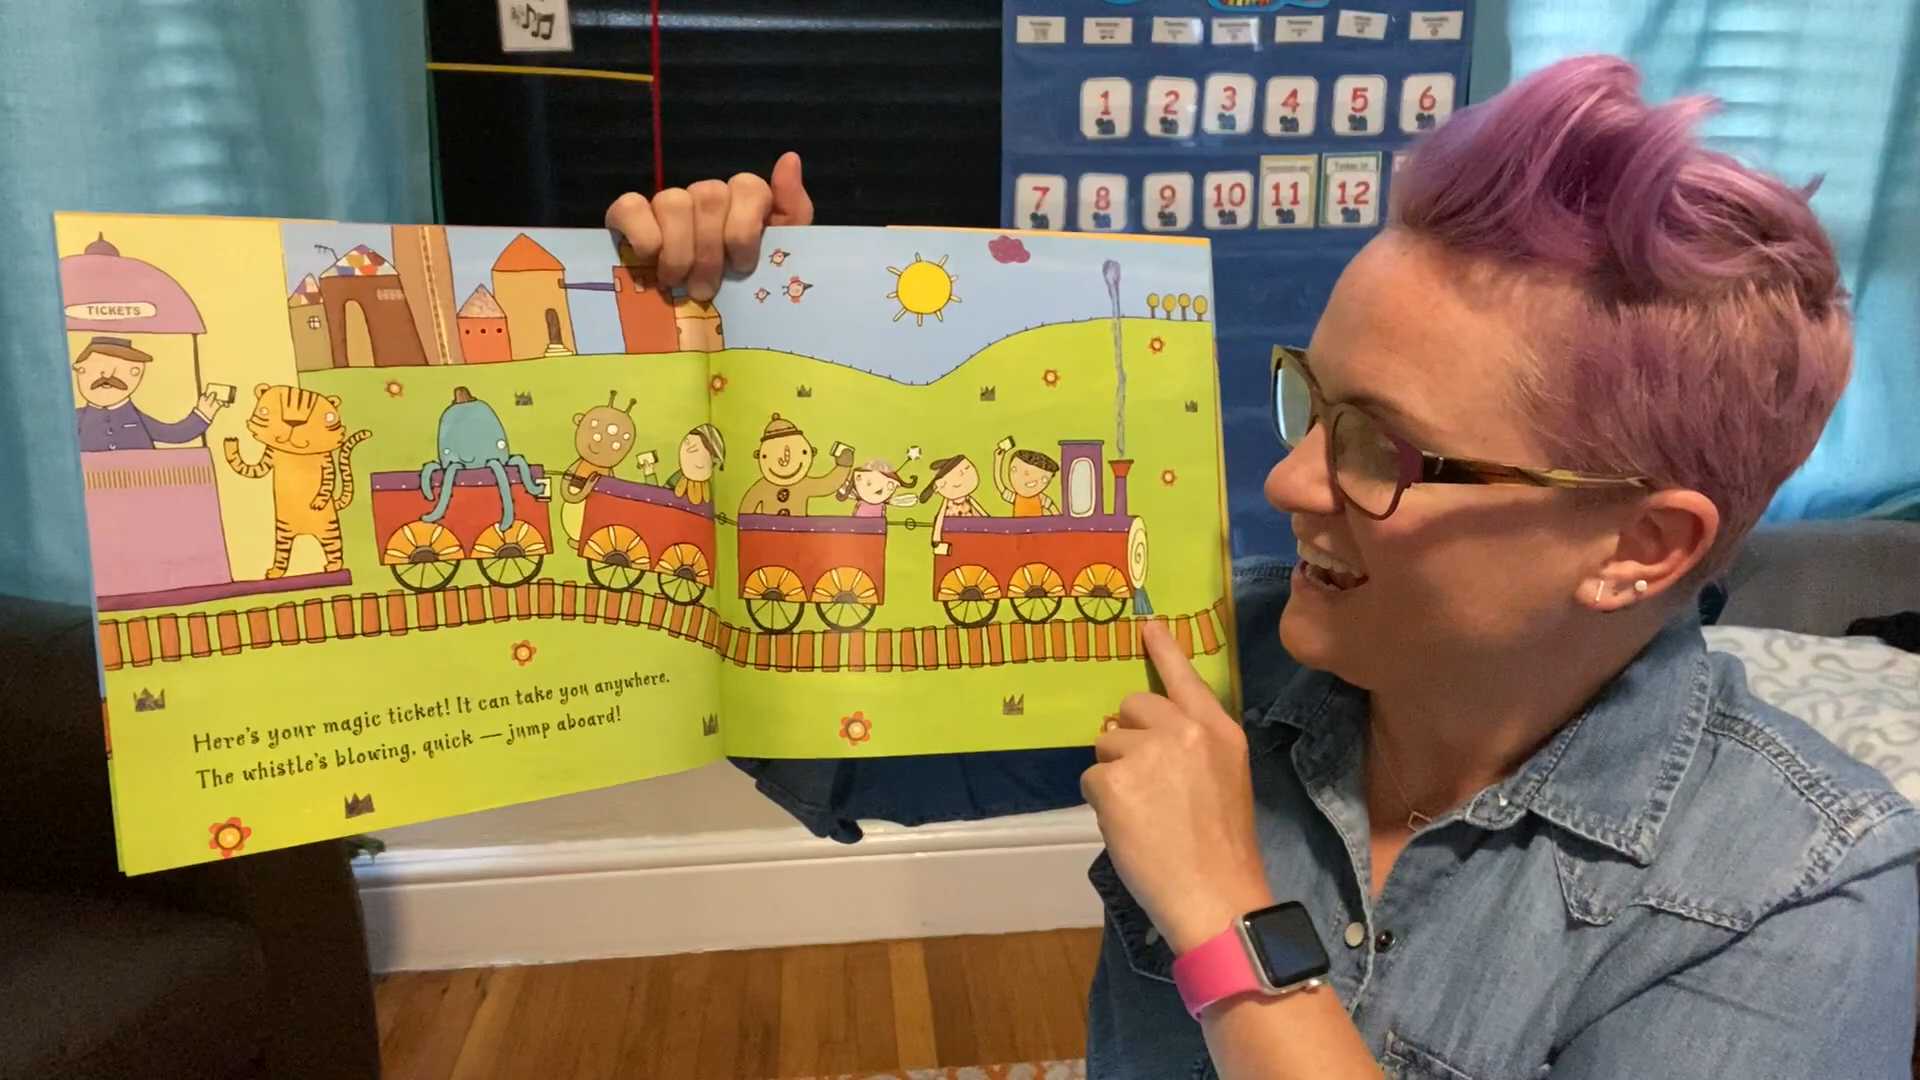 1 2 3 4 5 6
7 8 9 10 11 12
TICKETS
Here's your magic ticket! It can take you anywhere.
The whistle's blowing, quick — jump aboard!